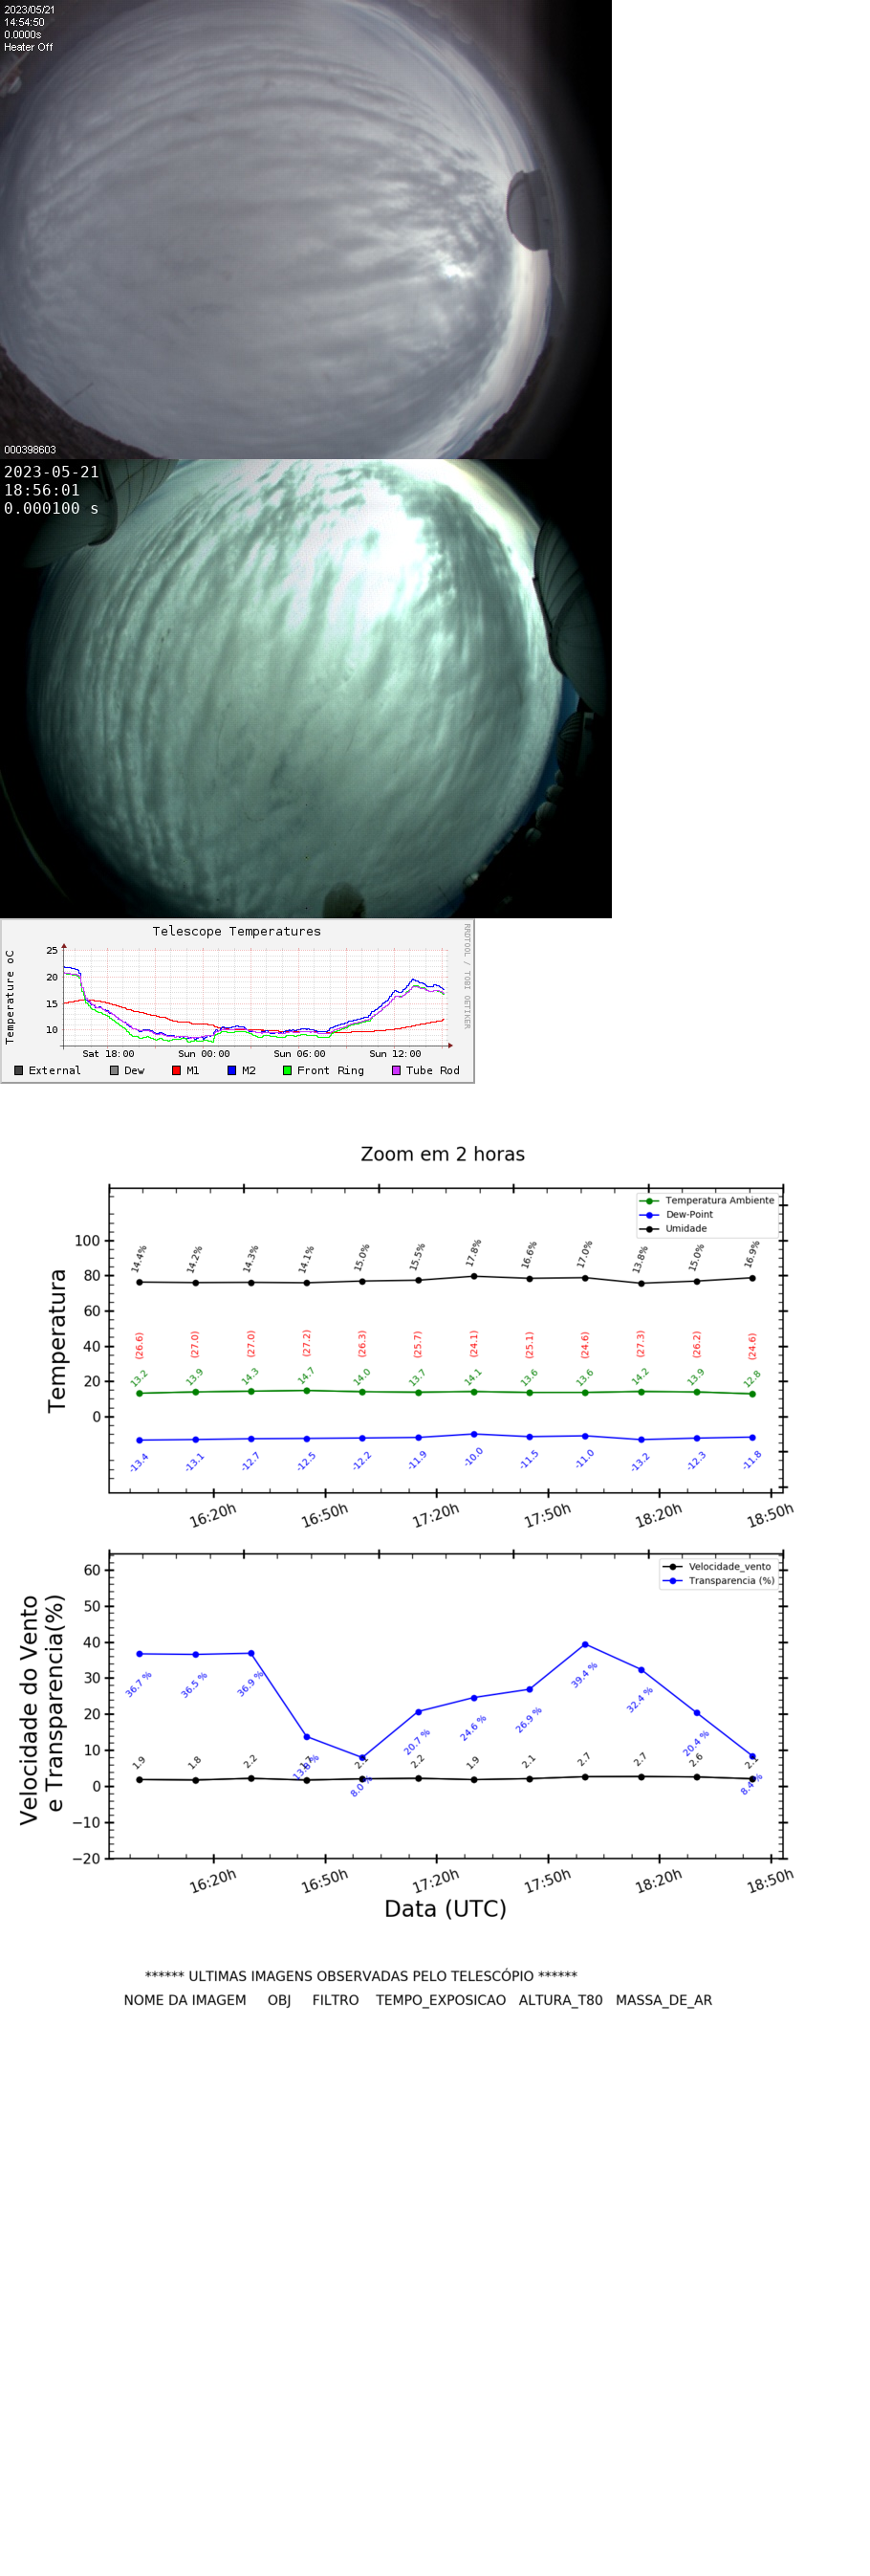 2023/05/21
14:54:50
0.0000s
Heater Off
000398603
2023-05-21
18:56:01
0.000100 s
Telescope Temperatures
RRDTOOL / TOBI OETIKER
Temperature oC
25
20
15
10
Sat 18:00 Sun 00:00 Sun 06:00 Sun 12:00
External Dew M1 M2 Front Ring Tube Rod
Zoom em 2 horas
Temperatura Ambiente
Dew-Point
Umidade
Temperatura
100
80
60
40
20
0
14.4% 14.2% 14.3% 14.1% 15.0% 15.5% 17.8% 16.6% 17.0% 13.8% 15.0% 16.9%
(26.6) (27.0) (27.0) (27.2) (26.3) (25.7) (24.1) (25.1) (24.6) (27.3) (26.2) (24.6)
13.2 13.9 14.3 14.7 14.0 13.7 14.1 13.6 13.6 14.2 13.9 12.8
-13.4 -13.1 -12.7 -12.5 -12.2 -11.9 -10.0 -11.5 -11.0 -13.2 -12.3 -11.8
16:20h 16:50h 17:20h 17:50h 18:20h 18:50h
Velocidade_vento
Transparencia (%)
Velocidade do Vento
e Transparencia(%)
60
50
40
30
20
10
0
−10
−20
36.7 % 36.5 % 36.9 % 8.0 % 20.7 % 24.6 % 26.9 % 39.4 % 32.4 % 20.4 % 8.4 %
1.9 1.8 2.2 2.1 2.2 1.9 2.1 2.7 2.7 2.6 2.1
16:20h 16:50h 17:20h 17:50h 18:20h 18:50h
Data (UTC)
****** ULTIMAS IMAGENS OBSERVADAS PELO TELESCÓPIO ******
NOME DA IMAGEM OBJ FILTRO TEMPO_EXPOSICAO ALTURA_T80 MASSA_DE_AR